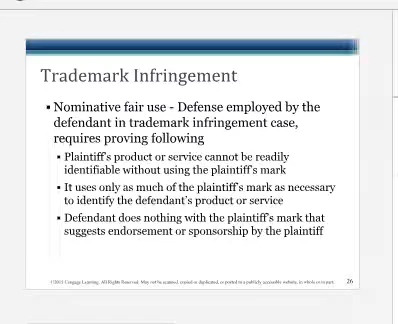 Trademark Infringement
▪ Nominative fair use - Defense employed by the
defendant in trademark infringement case,
requires proving following
▪ Plaintiff's product or service cannot be readily
identifiable without using the plaintiff's mark
▪ It uses only as much of the plaintiff's mark as necessary
to identify the defendant's product or service
▪ Defendant does nothing with the plaintiff's mark that
suggests endorsement or sponsorship by the plaintiff
Cengage Learning. All Rights Reserved. May not be scanned, copied or duplicated, or posted to a publicly accessible website, in whole or in part. 26